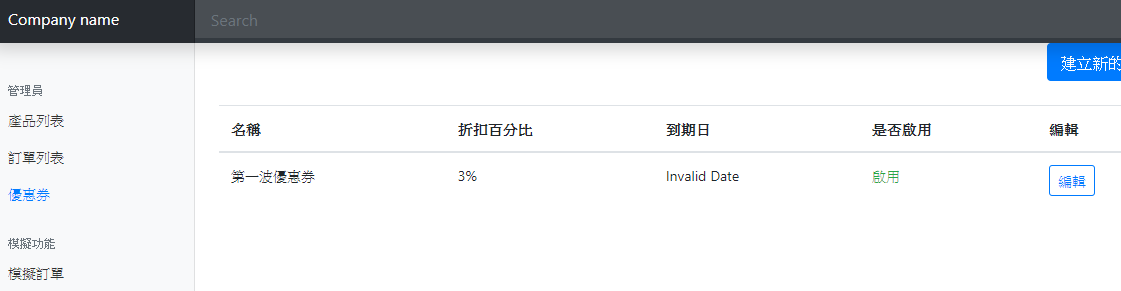 Company name
Search
建立新的
管理員
產品列表
訂單列表
優惠券
模擬功能
模擬訂單
名稱 折扣百分比 到期日 是否啟用 編輯
第一波優惠券 3% Invalid Date 啟用 編輯